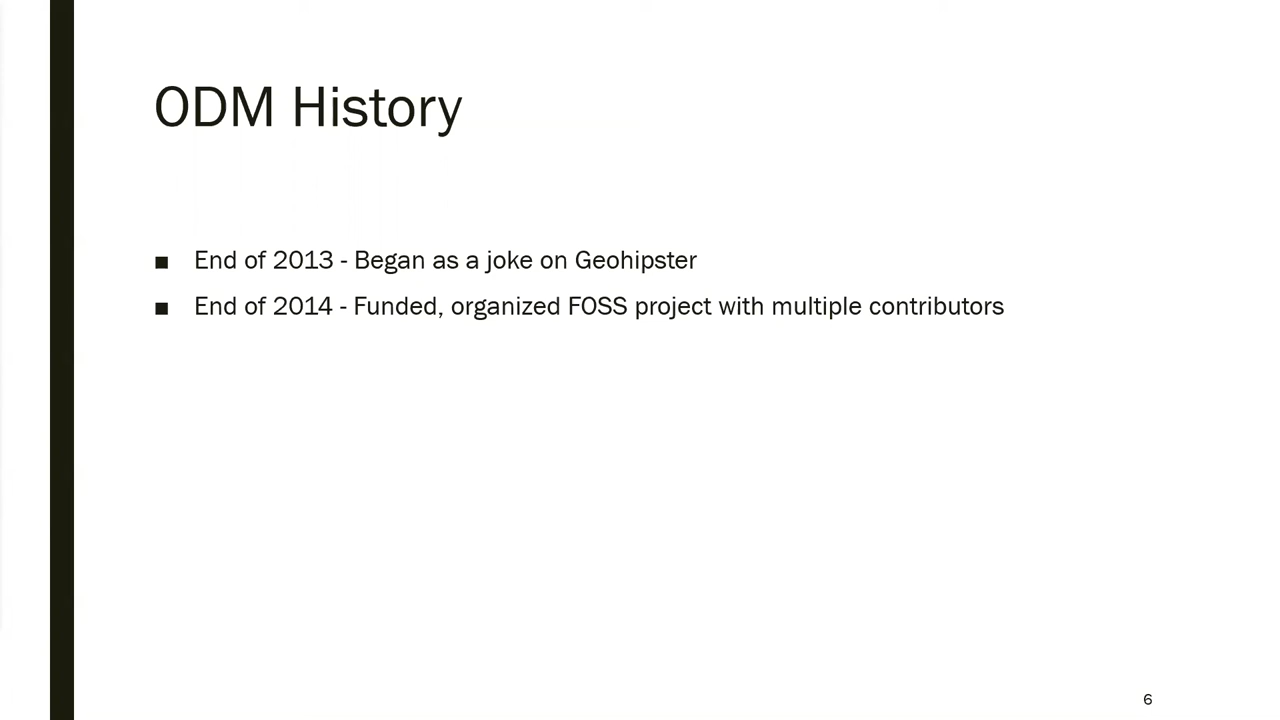 ODM History
■ End of 2013 - Began as a joke on Geohipster
■ End of 2014 - Funded, organized FOSS project with multiple contributors
6